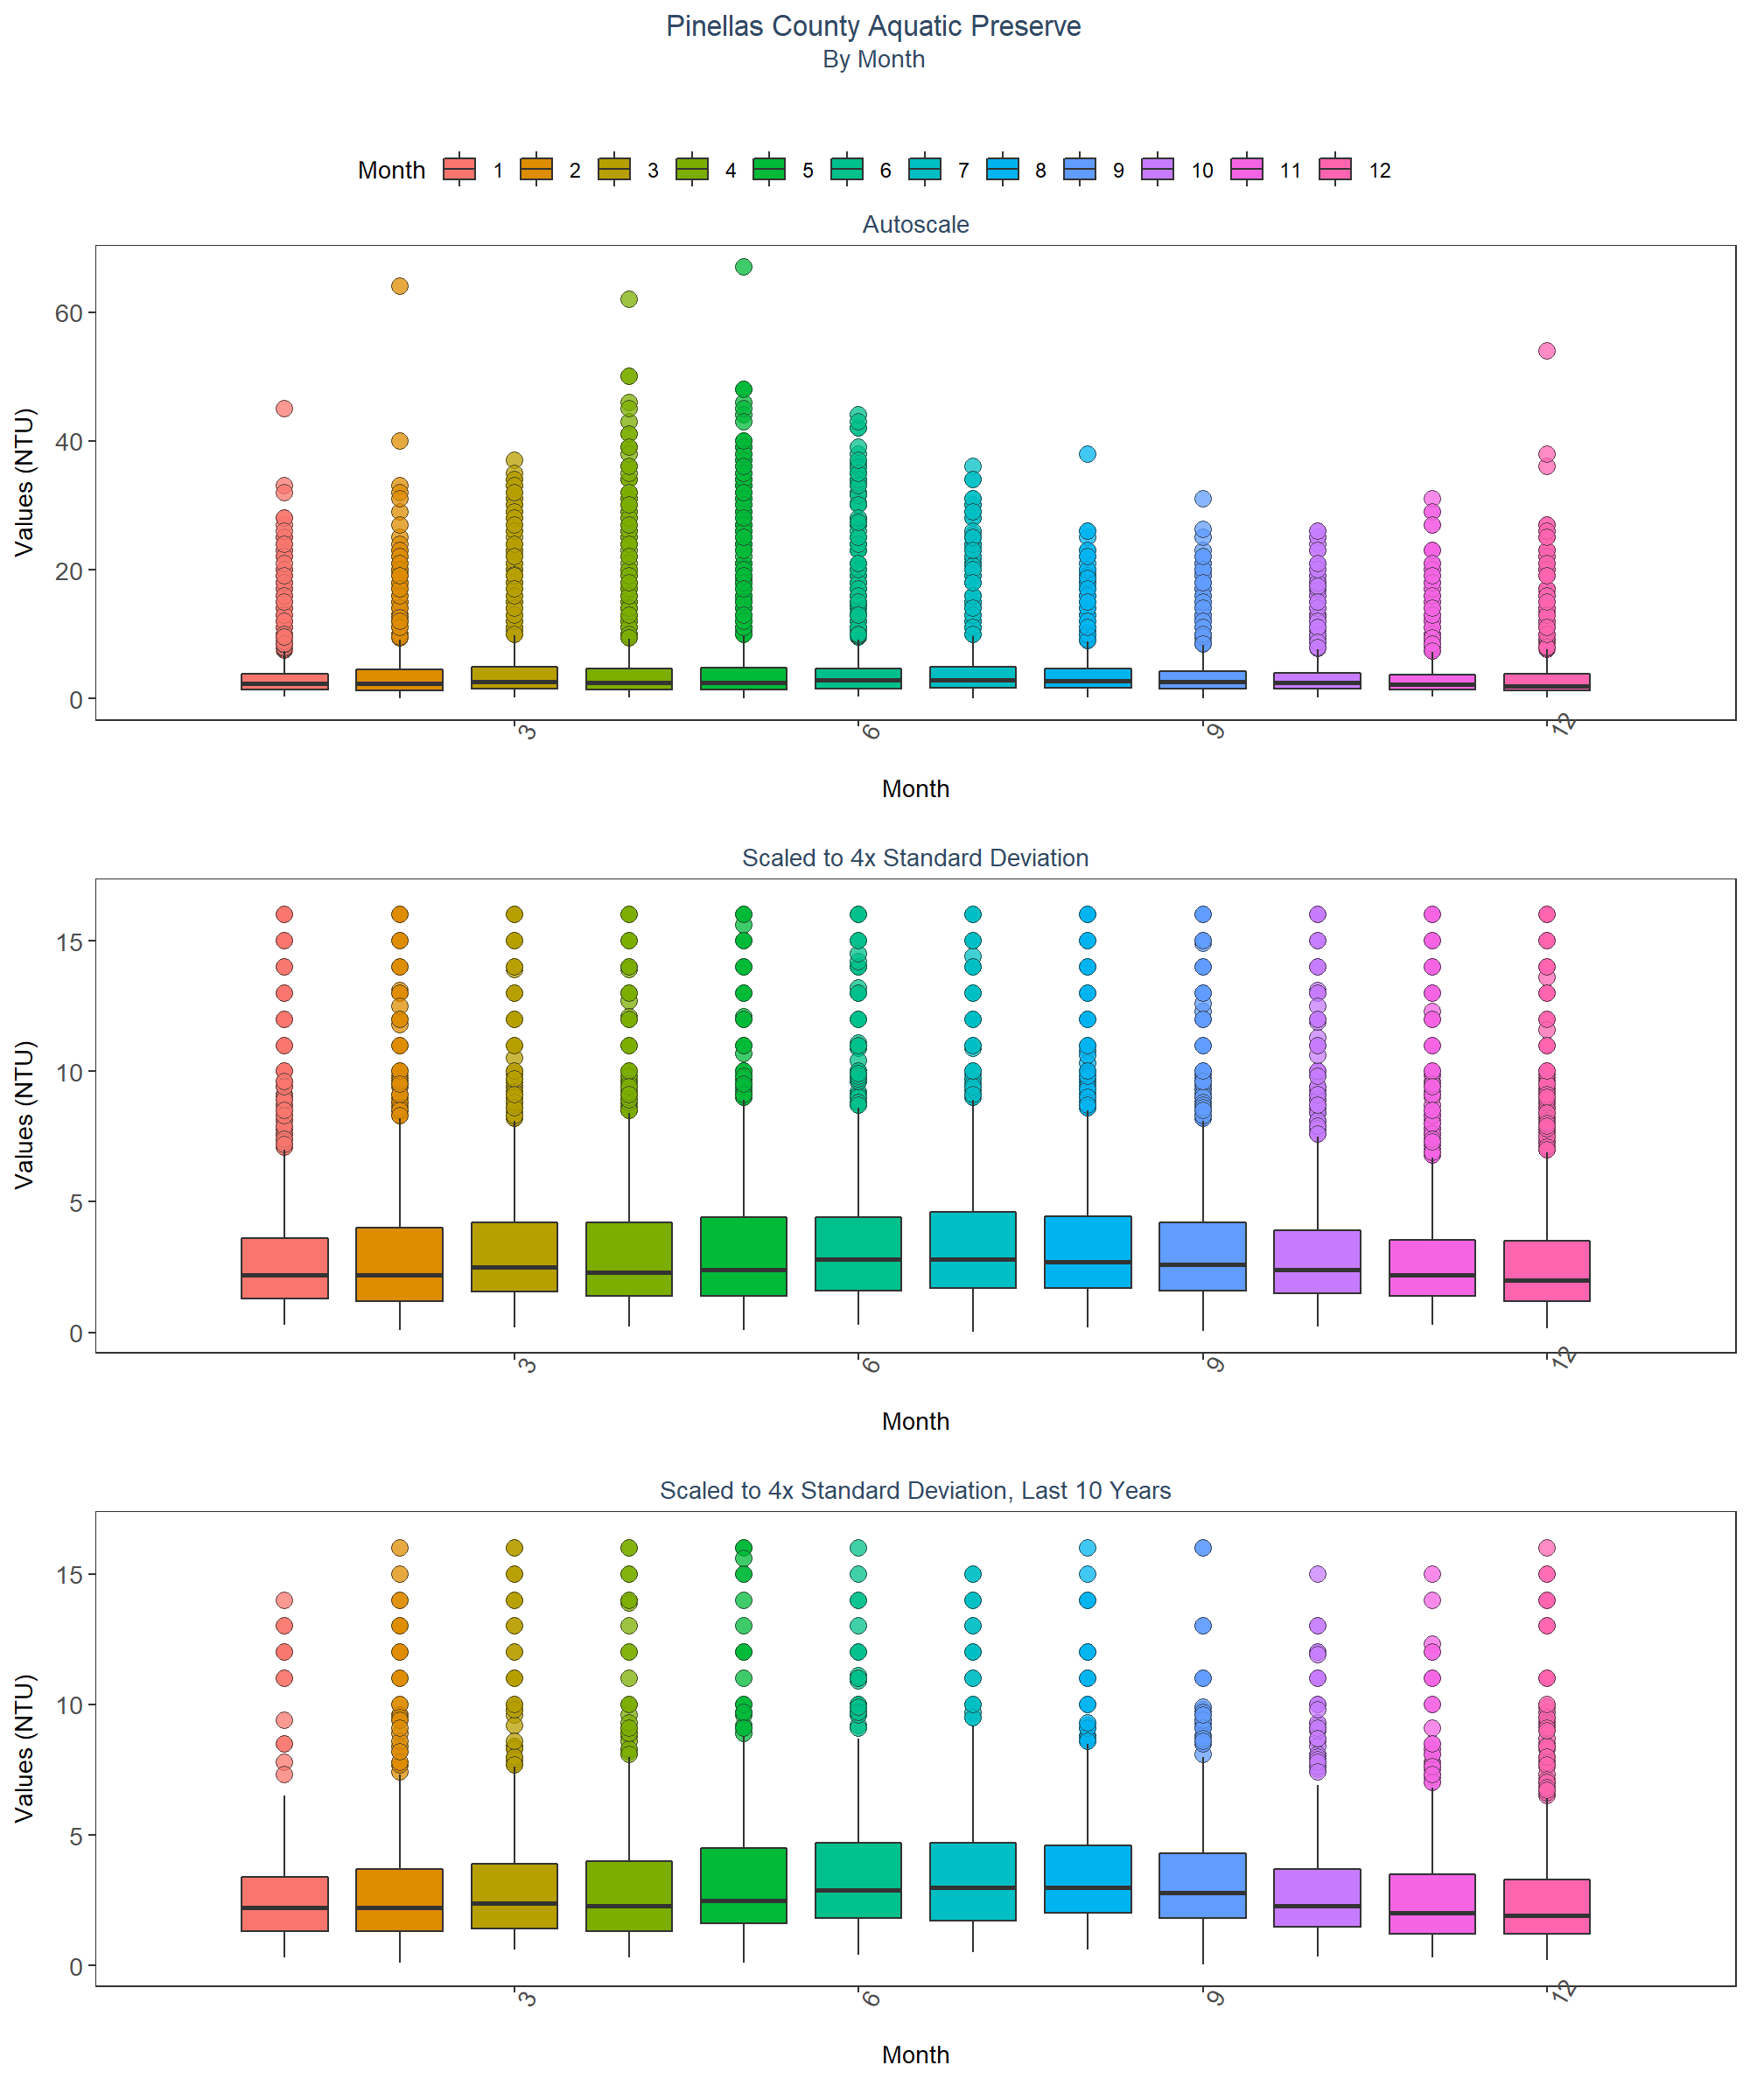 Pinellas County Aquatic Preserve
By Month
Month 1 2 3 4 5 6 7 8 9 10 11 12
Autoscale
Values (NTU)
60
40
20
0
3 6 9 12
Month
Scaled to 4x Standard Deviation
Values (NTU)
15
10
5
0
3 6 9 12
Month
Scaled to 4x Standard Deviation, Last 10 Years
Values (NTU)
15
10
5
0
3 6 9 12
Month